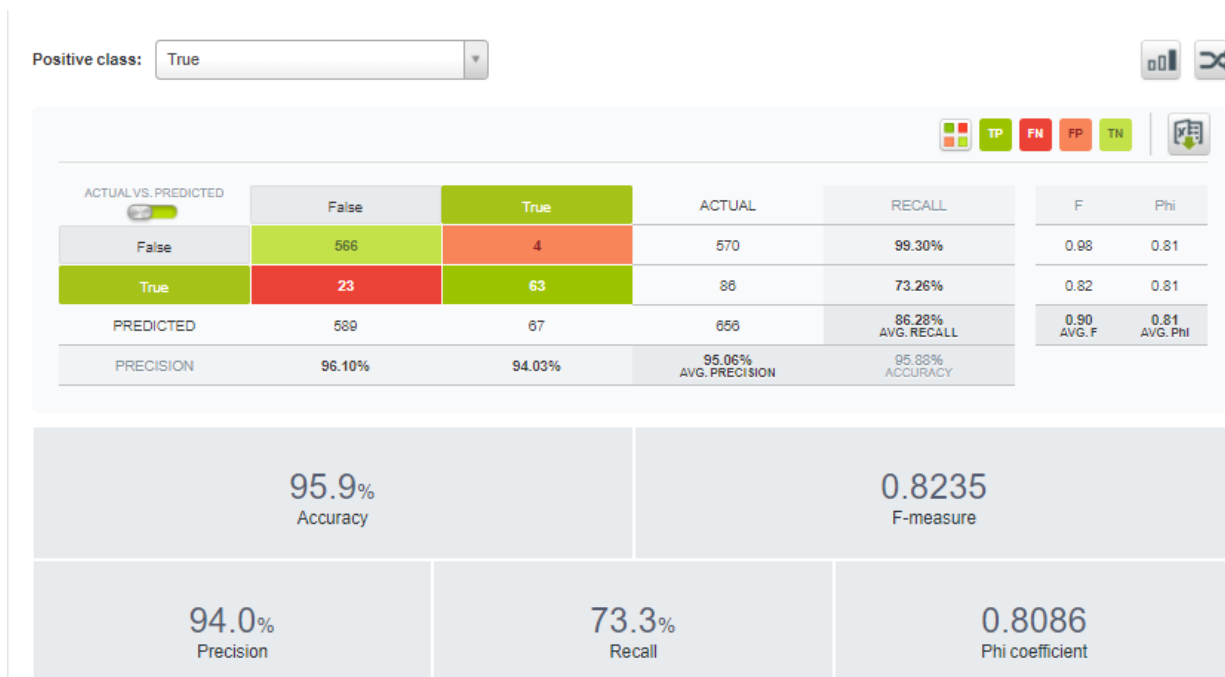 Positive class: True
TP FN FP TN
ACTUAL VS. PREDICTED False True ACTUAL RECALL F Phi
False 566 4 570 99.30% 0.98 0.81
True 23 63 86 73.26% 0.82 0.81
PREDICTED 589 67 656 86.28% AVG. RECALL 0.90 AVG. F 0.81 AVG. Phi
PRECISION 96.10% 94.03% 95.06% AVG. PRECISION 95.88% ACCURACY
95.9% 0.8235
Accuracy F-measure
94.0% 73.3% 0.8086
Precision Recall Phi coefficient